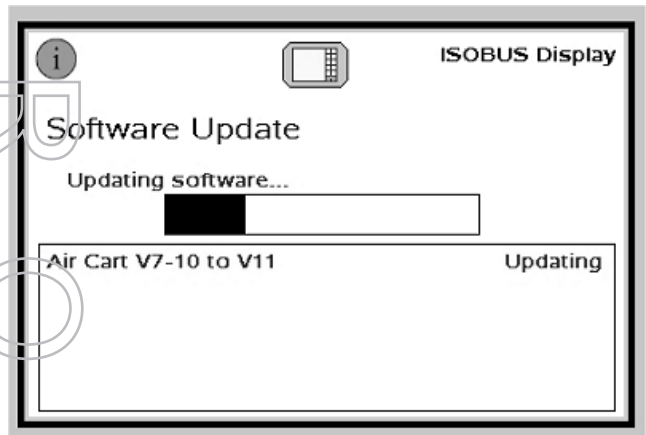 i
ISOBUS Display
Software Update
Updating software...
Air Cart V7-10 to V11 Updating